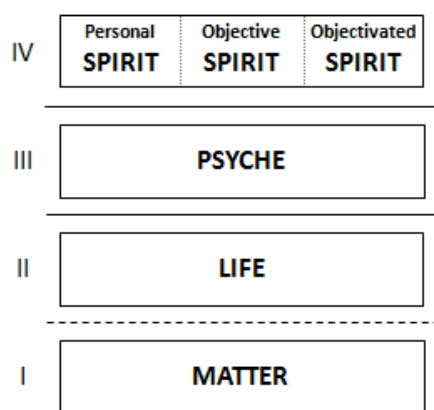 IV
Personal Objective Objectivated
SPIRIT SPIRIT SPIRIT
III
PSYCHE
II
LIFE
I
MATTER